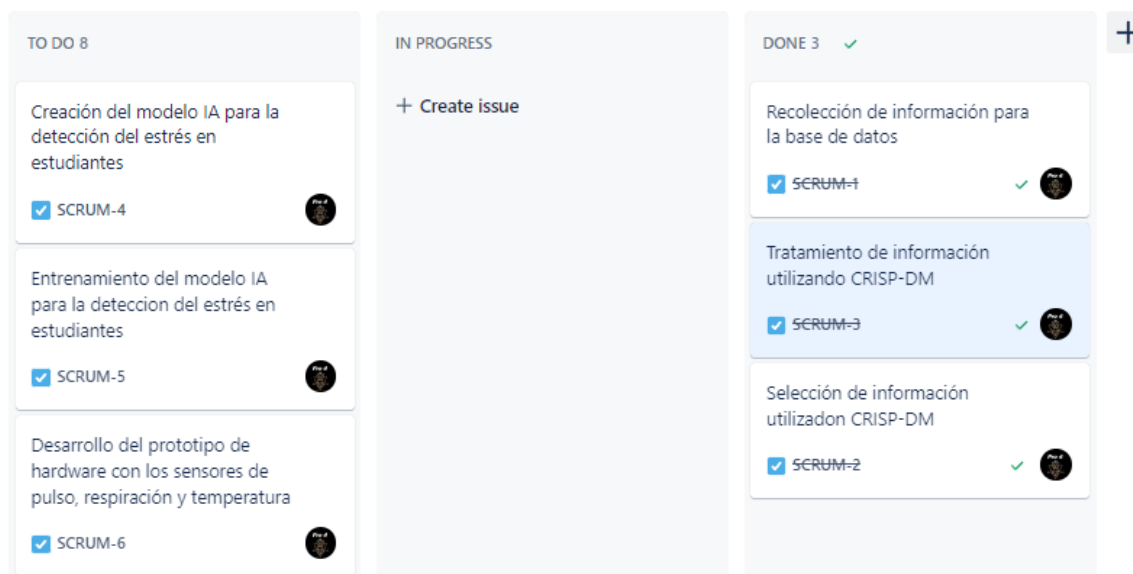 TO DO 8
Creación del modelo IA para la
detección del estrés en
estudiantes
SCRUM-4
Entrenamiento del modelo IA
para la deteccion del estrés en
estudiantes
SCRUM-5
Desarrollo del prototipo de
hardware con los sensores de
pulso, respiración y temperatura
SCRUM-6
IN PROGRESS
+ Create issue
DONE 3
Recolección de información para
la base de datos
SCRUM-1
Tratamiento de información
utilizando CRISP-DM
SCRUM-3
Selección de información
utilizadon CRISP-DM
SCRUM-2